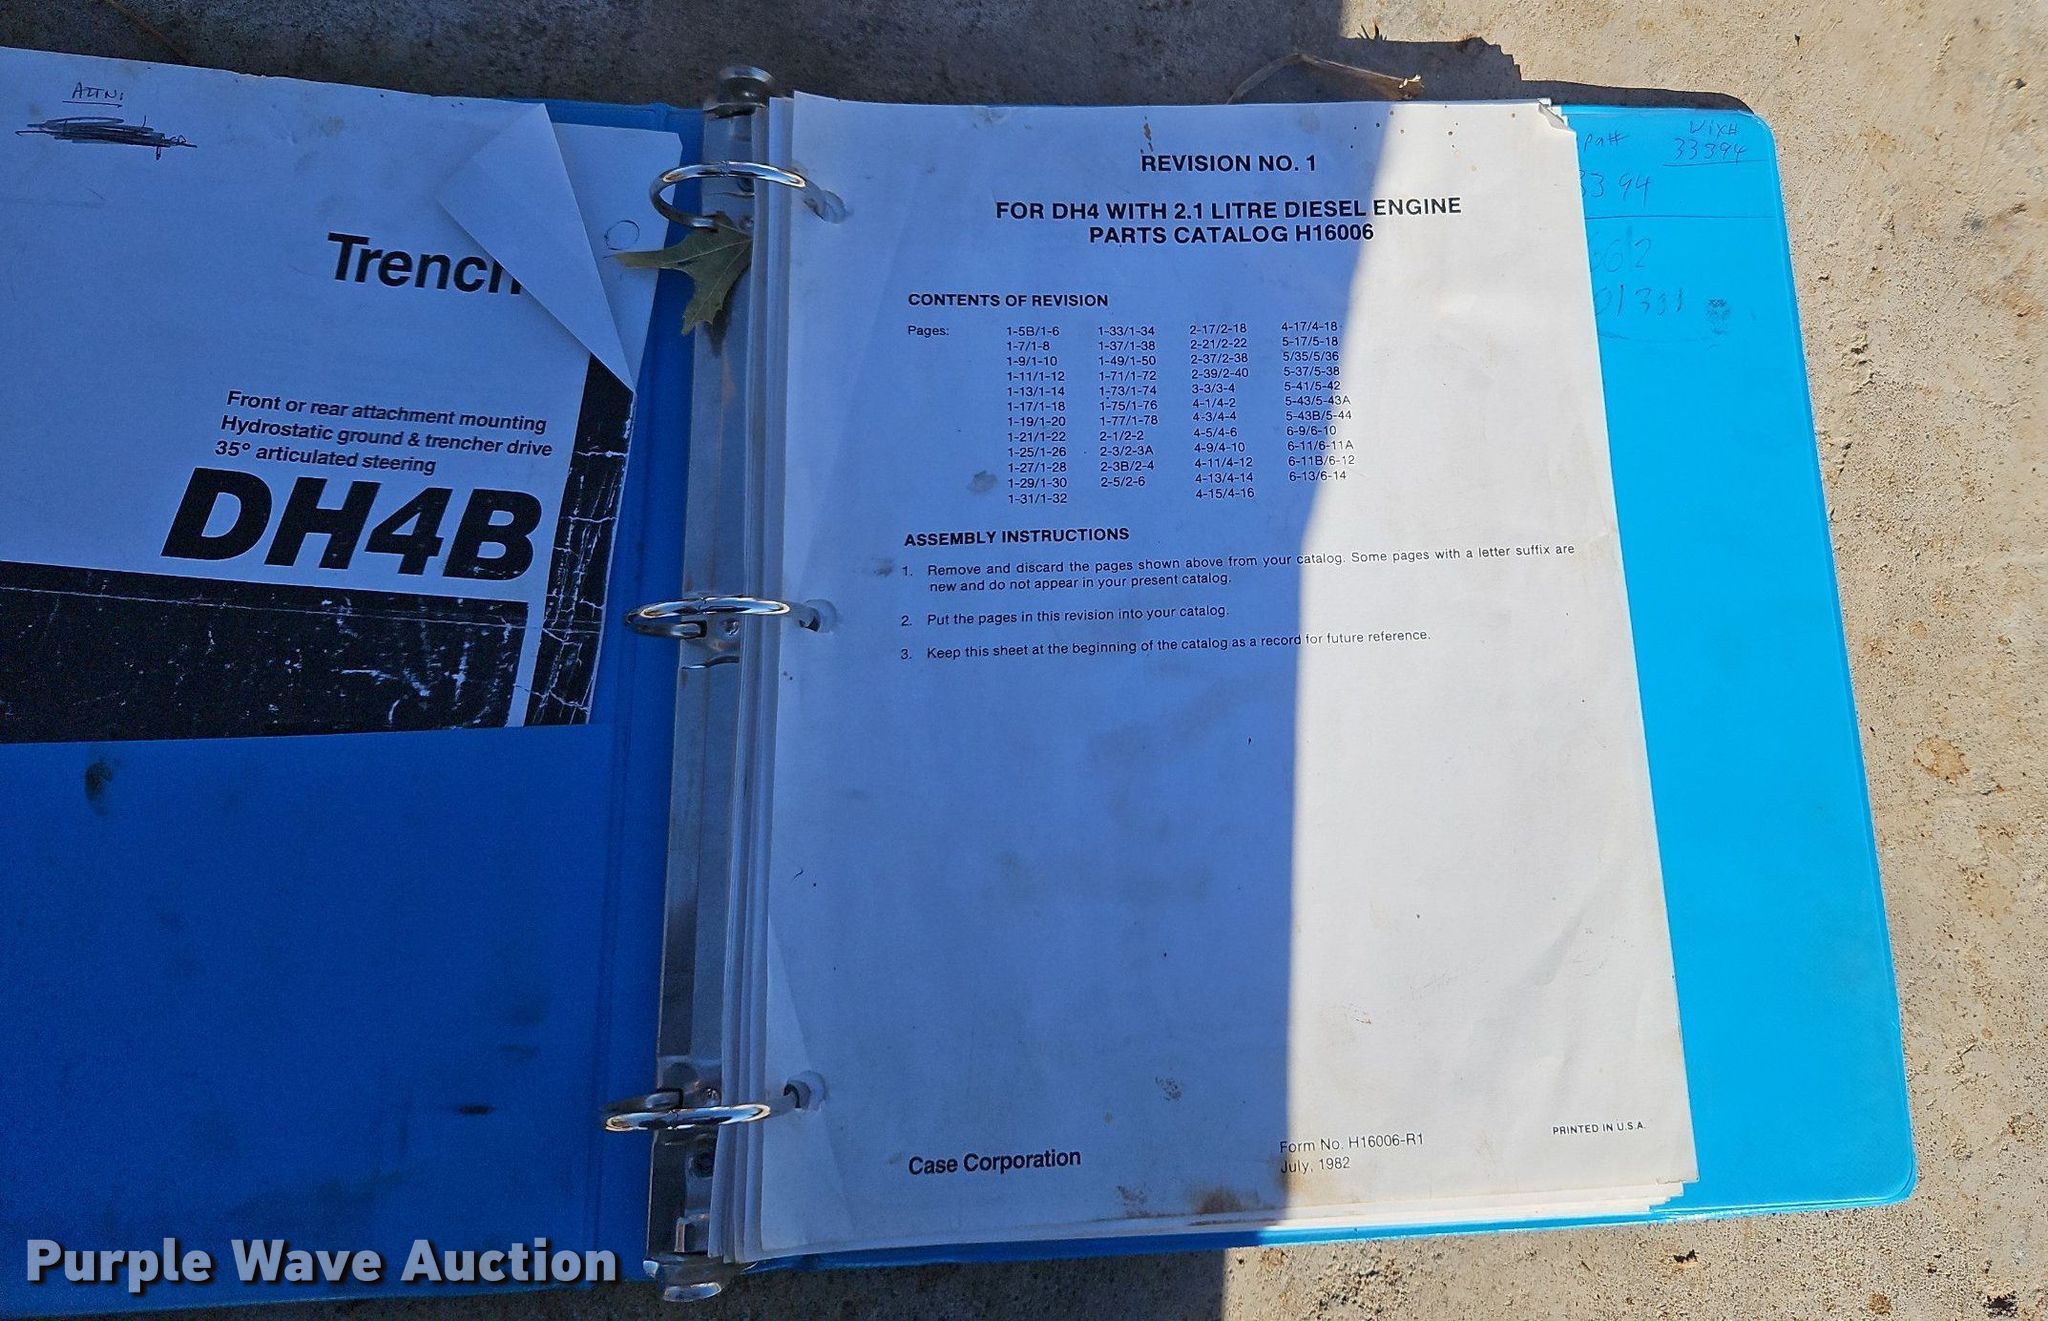 ATTN:
Trench
Front or rear attachment mounting
Hydrostatic ground & trencher drive
35° articulated steering
DH4B
REVISION NO. 1
FOR DH4 WITH 2.1 LITRE DIESEL ENGINE
PARTS CATALOG H16006
CONTENTS OF REVISION
Pages: 1-5B/1-6 1-33/1-34 2-17/2-18 4-17/4-18
1-7/1-8 1-37/1-38 2-21/2-22 5-17/5-18
1-9/1-10 1-49/1-50 2-37/2-38 5/35/5/36
1-11/1-12 1-71/1-72 2-39/2-40 5-37/5-38
1-13/1-14 1-73/1-74 3-3/3-4 5-41/5-42
1-17/1-18 1-75/1-76 4-1/4-2 5-43/5-43A
1-19/1-20 1-77/1-78 4-3/4-4 5-43B/5-44
1-21/1-22 2-1/2-2 4-5/4-6 6-9/6-10
1-25/1-26 2-3/2-3A 4-9/4-10 6-11/6-11A
1-27/1-28 2-3B/2-4 4-11/4-12 6-11B/6-12
1-29/1-30 2-5/2-6 4-13/4-14 6-13/6-14
1-31/1-32 4-15/4-16
ASSEMBLY INSTRUCTIONS
1. Remove and discard the pages shown above from your catalog. Some pages with a letter suffix are
new and do not appear in your present catalog.
2. Put the pages in this revision into your catalog.
3. Keep this sheet at the beginning of the catalog as a record for future reference.
Case Corporation
Form No. H16006-R1
July, 1982
PRINTED IN U.S.A.
Wix#
33394
Purple Wave Auction